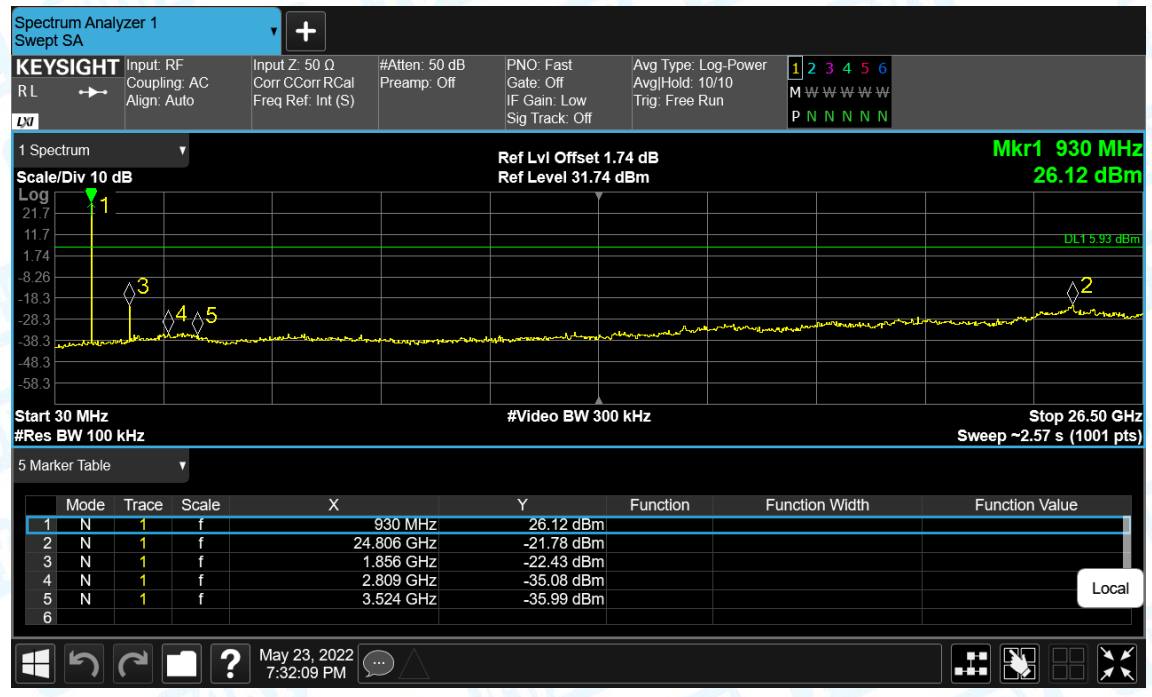 Spectrum Analyzer 1
Swept SA
+
KEYSIGHT
R L
LXI
Input: RF
Coupling: AC
Align: Auto
Input Z: 50 Ω
Corr CCorr RCal
Freq Ref: Int (S)
#Atten: 50 dB
Preamp: Off
PNO: Fast
Gate: Off
IF Gain: Low
Sig Track: Off
Avg Type: Log-Power
Avg|Hold: 10/10
Trig: Free Run
1 2 3 4 5 6
M W W W W W
P N N N N N
1 Spectrum
Scale/Div 10 dB
Ref Lvl Offset 1.74 dB
Ref Level 31.74 dBm
Mkr1 930 MHz
26.12 dBm
Log
21.7
11.7
1.74
-8.26
-18.3
-28.3
-38.3
-48.3
-58.3
1
3
4
5
2
DL1 5.93 dBm
Start 30 MHz
#Video BW 300 kHz
Stop 26.50 GHz
#Res BW 100 kHz
Sweep ~2.57 s (1001 pts)
5 Marker Table
Mode Trace Scale X Y Function Function Width Function Value
1 N 1 f 930 MHz 26.12 dBm
2 N 1 f 24.806 GHz -21.78 dBm
3 N 1 f 1.856 GHz -22.43 dBm
4 N 1 f 2.809 GHz -35.08 dBm
5 N 1 f 3.524 GHz -35.99 dBm
6
Local
?
May 23, 2022
7:32:09 PM